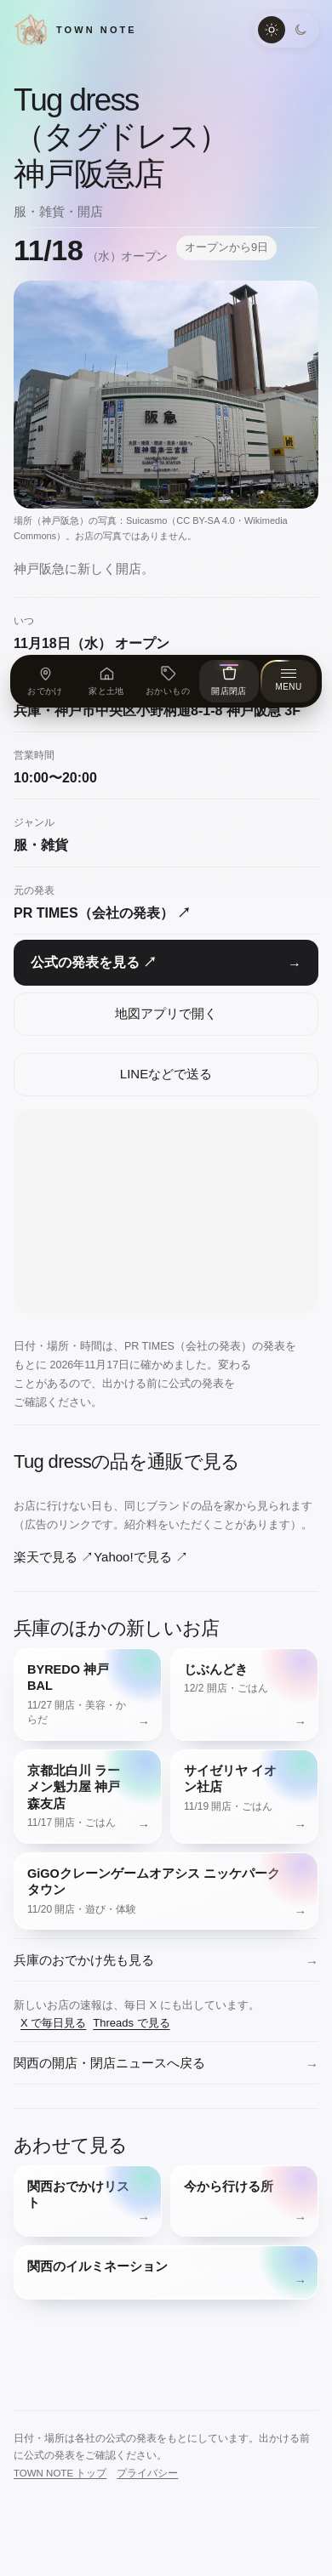 TOWN NOTE
Tug dress
（タグドレス）
神戸阪急店
服・雑貨・開店
11/18（水）オープン オープンから9日
阪急
場所（神戸阪急）の写真：Suicasmo（CC BY-SA 4.0・Wikimedia
Commons）。お店の写真ではありません。
神戸阪急に新しく開店。
いつ
11月18日（水） オープン
おでかけ 家と土地 おかいもの 開店閉店 MENU
兵庫・神戸市中央区小野柄通8-1-8 神戸阪急 3F
営業時間
10:00〜20:00
ジャンル
服・雑貨
元の発表
PR TIMES（会社の発表） ↗
公式の発表を見る ↗ →
地図アプリで開く
LINEなどで送る
日付・場所・時間は、PR TIMES（会社の発表）の発表を
もとに 2026年11月17日に確かめました。変わる
ことがあるので、出かける前に公式の発表を
ご確認ください。
Tug dressの品を通販で見る
お店に行けない日も、同じブランドの品を家から見られます
（広告のリンクです。紹介料をいただくことがあります）。
楽天で見る ↗Yahoo!で見る ↗
兵庫のほかの新しいお店
BYREDO 神戸
BAL
11/27 開店・美容・か
らだ →
じぶんどき
12/2 開店・ごはん
→
京都北白川 ラー
メン魁力屋 神戸
森友店
11/17 開店・ごはん →
サイゼリヤ イオ
ン社店
11/19 開店・ごはん
→
GiGOクレーンゲームオアシス ニッケパーク
タウン
11/20 開店・遊び・体験 →
兵庫のおでかけ先も見る →
新しいお店の速報は、毎日 X にも出しています。
X で毎日見る Threads で見る
関西の開店・閉店ニュースへ戻る →
あわせて見る
関西おでかけリス
ト
→
今から行ける所
→
関西のイルミネーション
→
日付・場所は各社の公式の発表をもとにしています。出かける前
に公式の発表をご確認ください。
TOWN NOTE トップ プライバシー